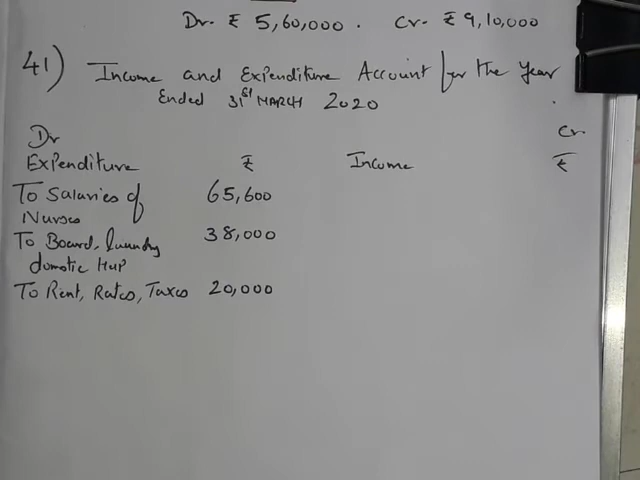 Dr. ₹ 5,60,000. Cr. ₹ 9,10,000
41) Income and Expenditure Account for the Year
Ended 31st MARCH 2020
Dr Cr.
Expenditure ₹ Income ₹
To Salaries of 65,600
Nurses
To Board, laundry 38,000
domstic Help
To Rent, Rates, Taxes 20,000